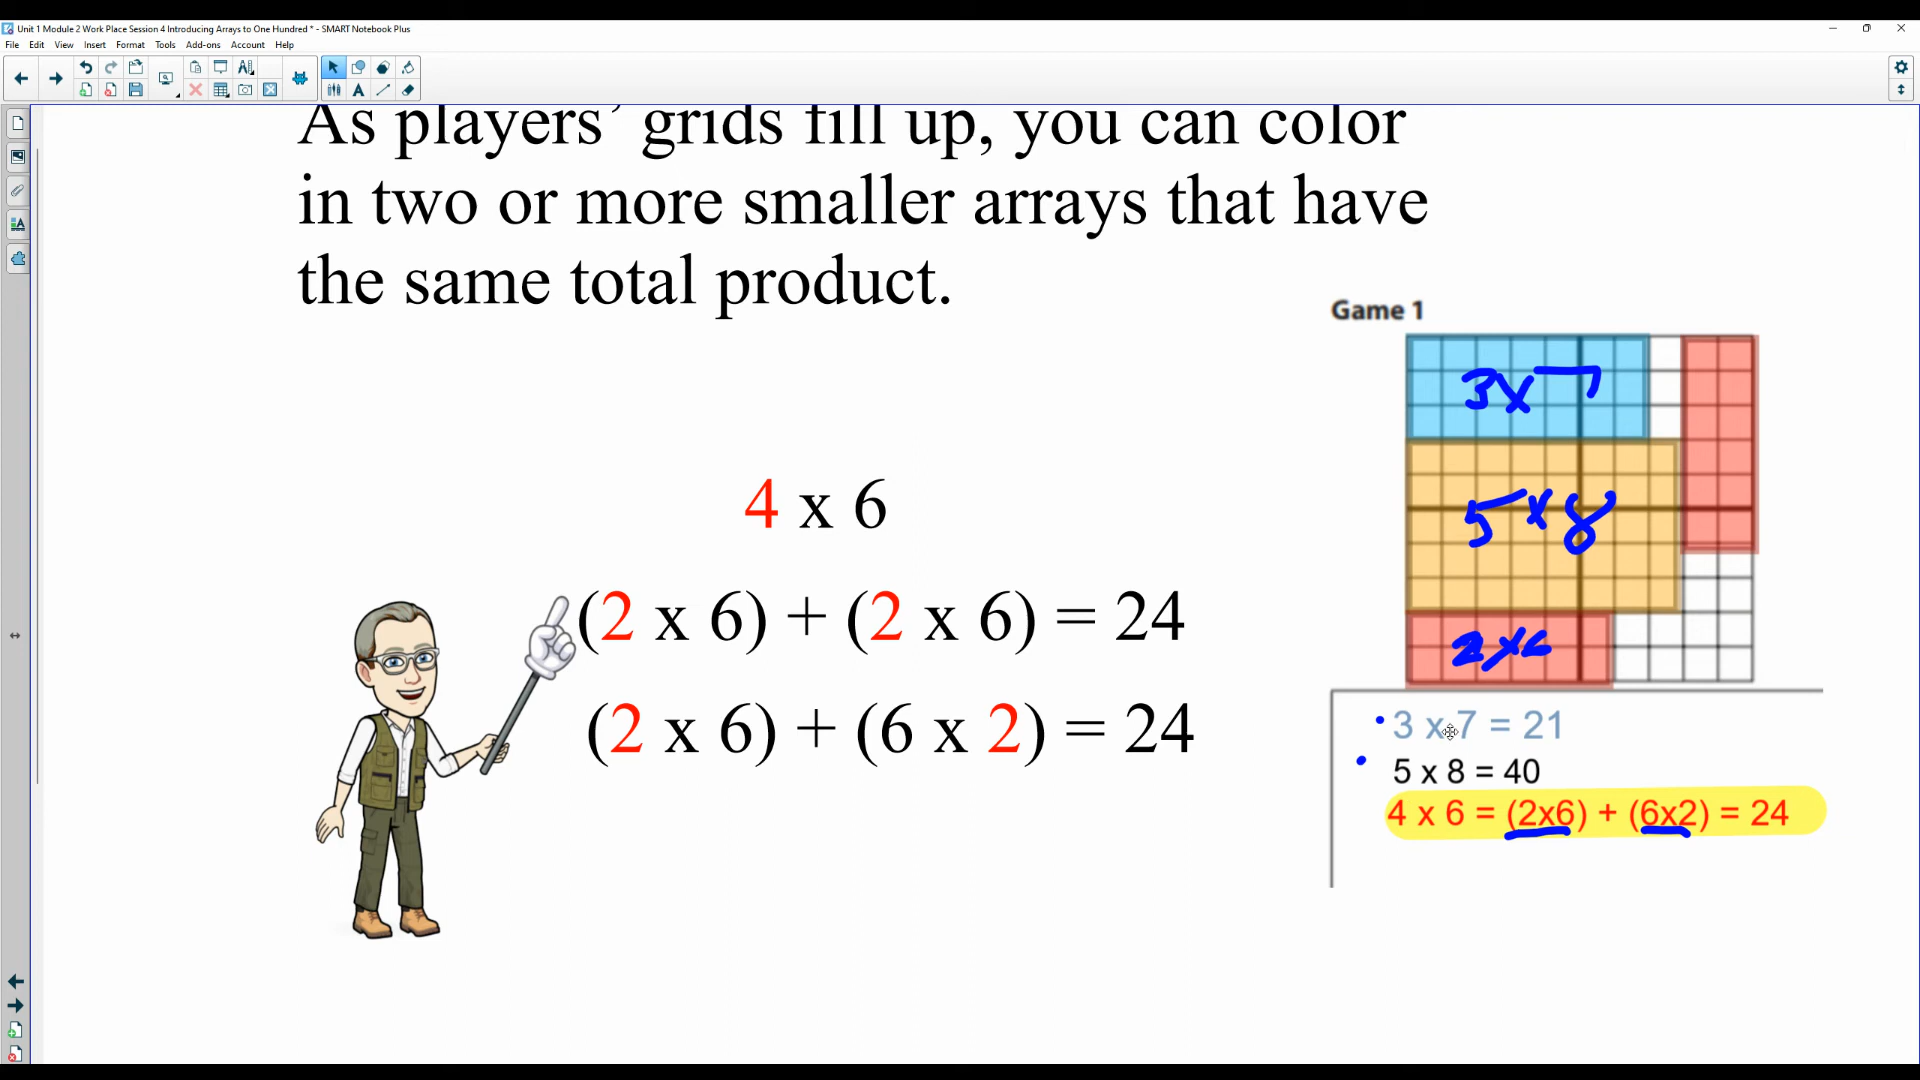 Unit 1 Module 2 Work Place Session 4 Introducing Arrays to One Hundred * - SMART Notebook Plus
File Edit View Insert Format Tools Add-ons Account Help
As players’ grids fill up, you can color
in two or more smaller arrays that have
the same total product.
4 x 6
(2 x 6) + (2 x 6) = 24
(2 x 6) + (6 x 2) = 24
Game 1
3x7
5x8
2x6
3 x 7 = 21
5 x 8 = 40
4 x 6 = (2x6) + (6x2) = 24